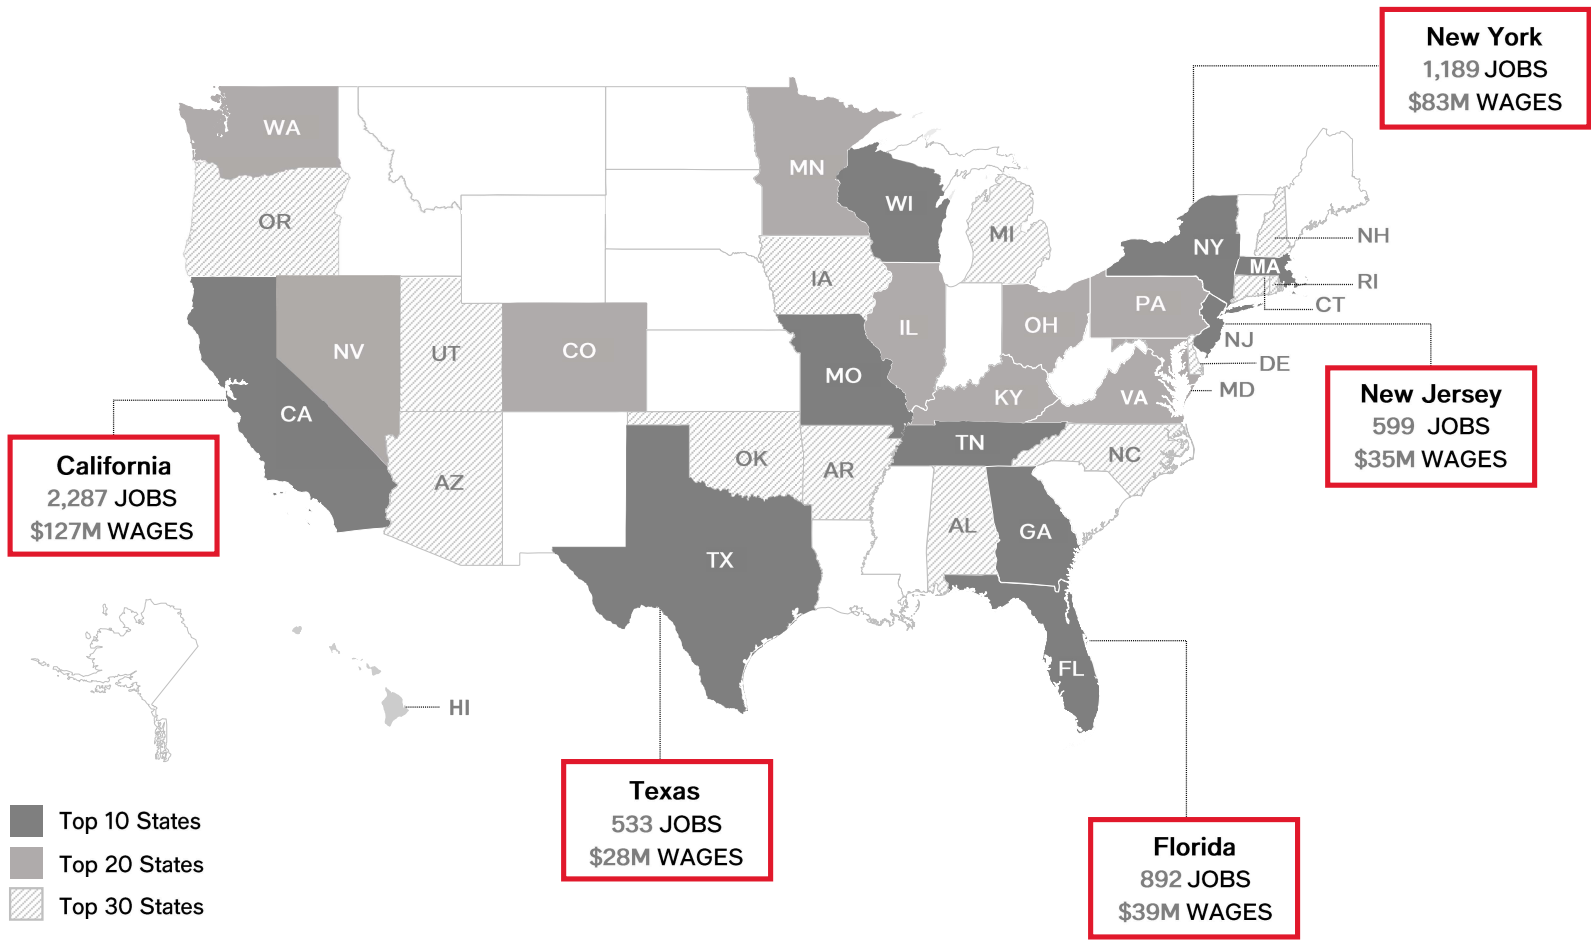 New York
1,189 JOBS
$83M WAGES
WA
MN
OR
WI
MI
NY
NH
IA
MA
RI
PA
CT
NV
UT
CO
IL
OH
NJ
DE
MO
KY
VA
MD
CA
New Jersey
599 JOBS
$35M WAGES
California
2,287 JOBS
$127M WAGES
AZ
OK
AR
TN
NC
TX
AL
GA
FL
HI
Texas
533 JOBS
$28M WAGES
Florida
892 JOBS
$39M WAGES
Top 10 States
Top 20 States
Top 30 States